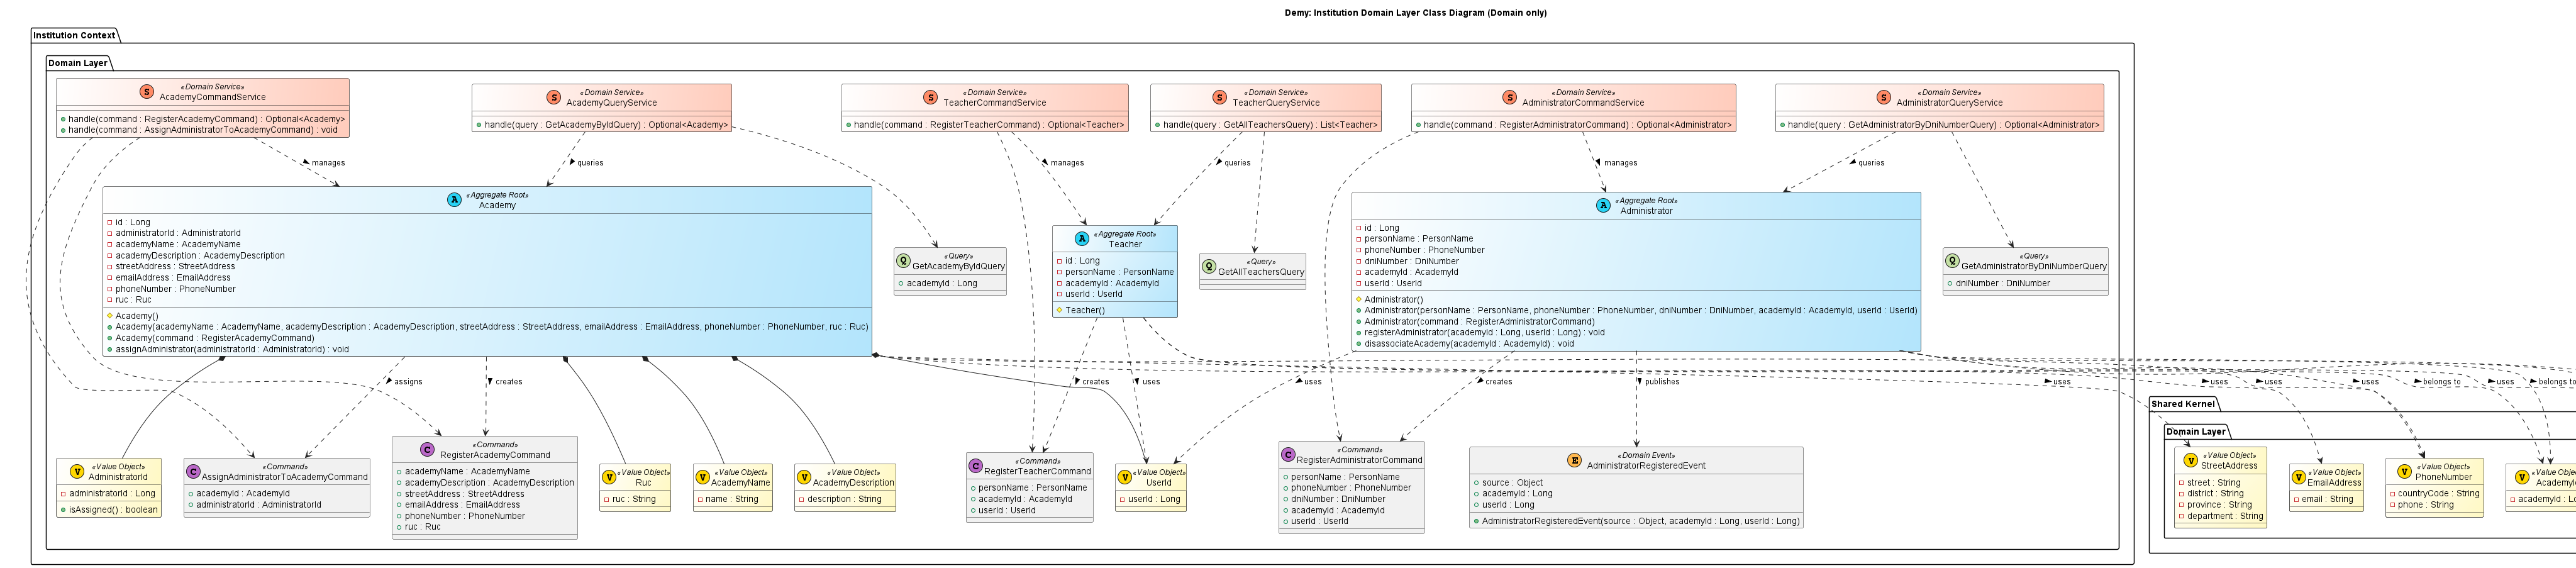 Demy: Institution Domain Layer Class Diagram (Domain only)
Institution Context
Domain Layer
S «Domain Service»
AcademyCommandService
handle(command : RegisterAcademyCommand) : Optional<Academy>
handle(command : AssignAdministratorToAcademyCommand) : void
S «Domain Service»
AcademyQueryService
handle(query : GetAcademyByIdQuery) : Optional<Academy>
S «Domain Service»
TeacherCommandService
handle(command : RegisterTeacherCommand) : Optional<Teacher>
S «Domain Service»
TeacherQueryService
handle(query : GetAllTeachersQuery) : List<Teacher>
S «Domain Service»
AdministratorCommandService
handle(command : RegisterAdministratorCommand) : Optional<Administrator>
S «Domain Service»
AdministratorQueryService
handle(query : GetAdministratorByDniNumberQuery) : Optional<Administrator>
manages
queries
manages
queries
manages
queries
A «Aggregate Root»
Academy
id : Long
administratorId : AdministratorId
academyName : AcademyName
academyDescription : AcademyDescription
streetAddress : StreetAddress
emailAddress : EmailAddress
phoneNumber : PhoneNumber
ruc : Ruc
Academy()
Academy(academyName : AcademyName, academyDescription : AcademyDescription, streetAddress : StreetAddress, emailAddress : EmailAddress, phoneNumber : PhoneNumber, ruc : Ruc)
Academy(command : RegisterAcademyCommand)
assignAdministrator(administratorId : AdministratorId) : void
Q «Query»
GetAcademyByIdQuery
academyId : Long
A «Aggregate Root»
Teacher
id : Long
personName : PersonName
academyId : AcademyId
userId : UserId
Teacher()
Q «Query»
GetAllTeachersQuery
A «Aggregate Root»
Administrator
id : Long
personName : PersonName
phoneNumber : PhoneNumber
dniNumber : DniNumber
academyId : AcademyId
userId : UserId
Administrator()
Administrator(personName : PersonName, phoneNumber : PhoneNumber, dniNumber : DniNumber, academyId : AcademyId, userId : UserId)
Administrator(command : RegisterAdministratorCommand)
registerAdministrator(academyId : Long, userId : Long) : void
disassociateAcademy(academyId : AcademyId) : void
Q «Query»
GetAdministratorByDniNumberQuery
dniNumber : DniNumber
assigns
creates
creates
uses
uses
creates
publishes
uses
uses
uses
uses
belongs to
uses
belongs to
V «Value Object»
AdministratorId
administratorId : Long
isAssigned() : boolean
C «Command»
AssignAdministratorToAcademyCommand
academyId : AcademyId
administratorId : AdministratorId
C «Command»
RegisterAcademyCommand
academyName : AcademyName
academyDescription : AcademyDescription
streetAddress : StreetAddress
emailAddress : EmailAddress
phoneNumber : PhoneNumber
ruc : Ruc
V «Value Object»
Ruc
ruc : String
V «Value Object»
AcademyName
name : String
V «Value Object»
AcademyDescription
description : String
C «Command»
RegisterTeacherCommand
personName : PersonName
academyId : AcademyId
userId : UserId
V «Value Object»
UserId
userId : Long
C «Command»
RegisterAdministratorCommand
personName : PersonName
phoneNumber : PhoneNumber
dniNumber : DniNumber
academyId : AcademyId
userId : UserId
E «Domain Event»
AdministratorRegisteredEvent
source : Object
academyId : Long
userId : Long
AdministratorRegisteredEvent(source : Object, academyId : Long, userId : Long)
Shared Kernel
Domain Layer
V «Value Object»
StreetAddress
street : String
district : String
province : String
department : String
V «Value Object»
EmailAddress
email : String
V «Value Object»
PhoneNumber
countryCode : String
phone : String
V «Value Objec
AcademyI
academyId : Lo